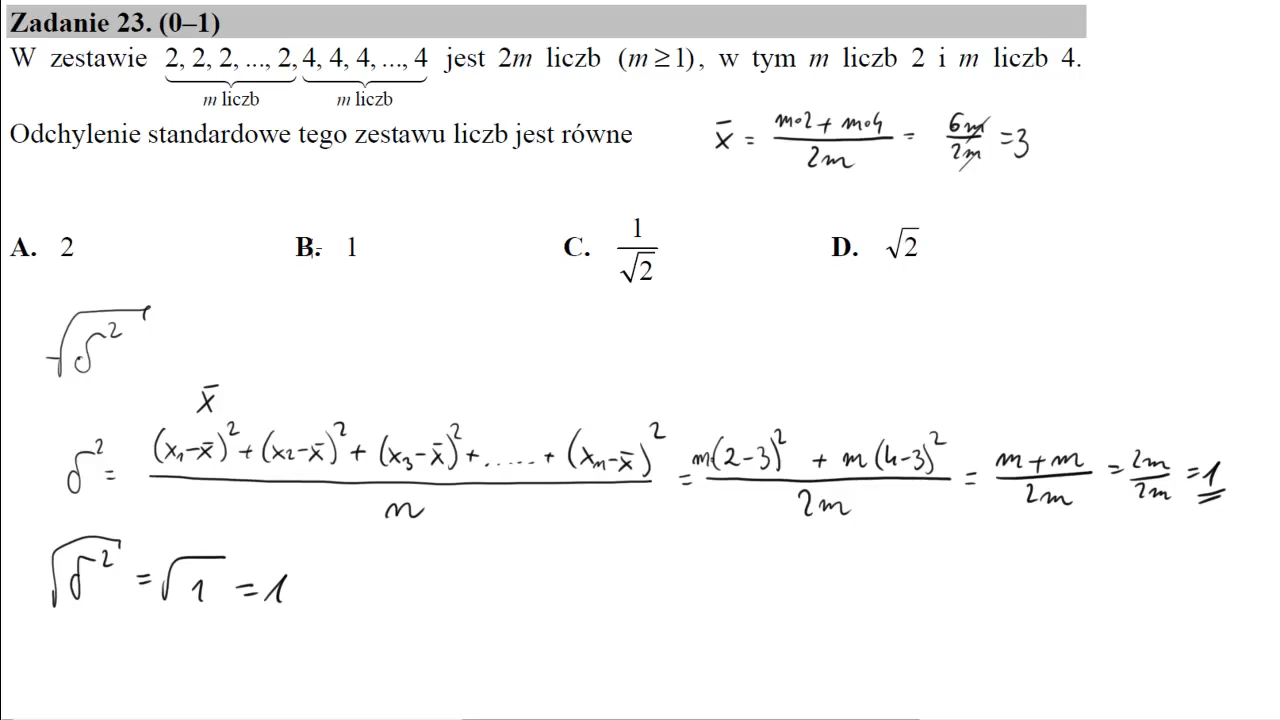 Zadanie 23. (0–1)
W zestawie 2, 2, 2, ..., 2, 4, 4, 4, ..., 4 jest 2m liczb (m ≥ 1), w tym m liczb 2 i m liczb 4.
m liczb m liczb
Odchylenie standardowe tego zestawu liczb jest równe
x̄ = (m·2 + m·4)/(2m) = 6m/2m = 3
A. 2 B. 1 C. 1/√2 D. √2
√δ²
x̄
δ² = ((x₁-x̄)² + (x₂-x̄)² + (x₃-x̄)² + ..... + (xₙ-x̄)²)/n = (m(2-3)² + m(4-3)²)/(2m) = (m+m)/(2m) = 2m/2m = 1
√δ² = √1 = 1